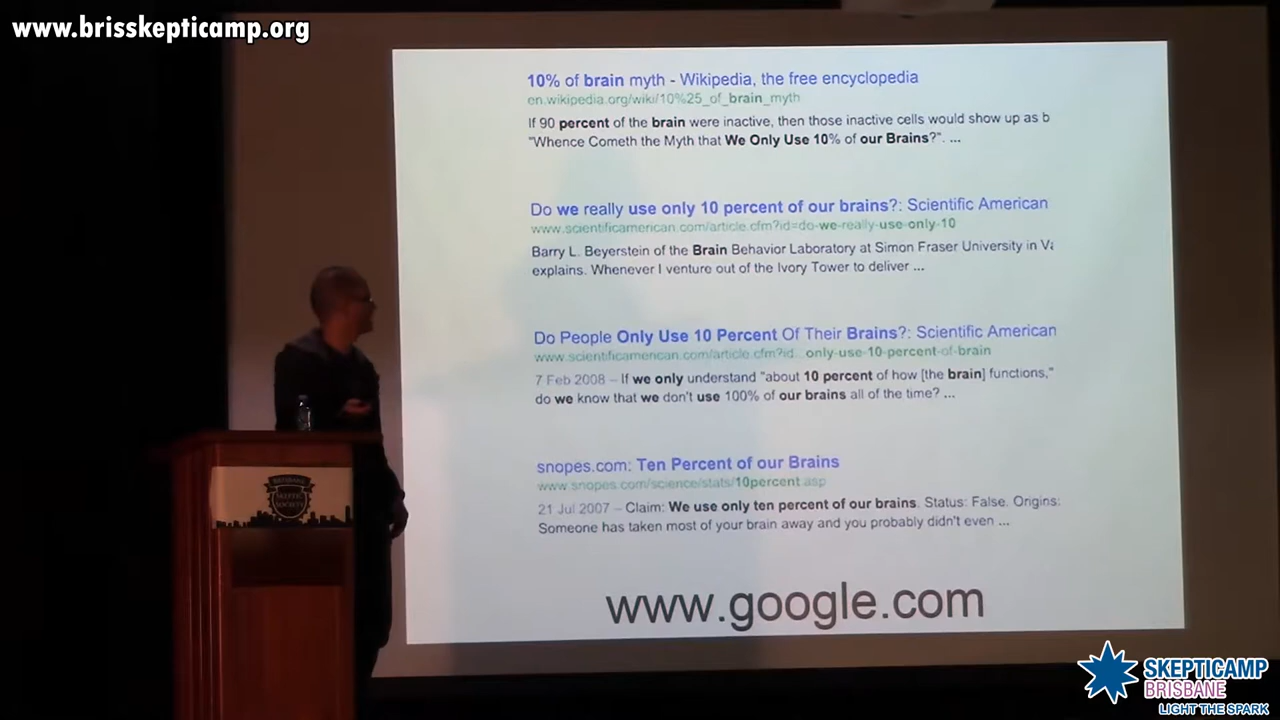 www.brisskepticamp.org
10% of brain myth - Wikipedia, the free encyclopedia
en.wikipedia.org/wiki/10%25_of_brain_myth
If 90 percent of the brain were inactive, then those inactive cells would show up as b
"Whence Cometh the Myth that We Only Use 10% of our Brains?". ...
Do we really use only 10 percent of our brains?: Scientific American
www.scientificamerican.com/article.cfm?id=do-we-really-use-only-10
Barry L. Beyerstein of the Brain Behavior Laboratory at Simon Fraser University in Va
explains. Whenever I venture out of the Ivory Tower to deliver ...
Do People Only Use 10 Percent Of Their Brains?: Scientific American
www.scientificamerican.com/article.cfm?id...only-use-10-percent-of-brain
7 Feb 2008 – If we only understand "about 10 percent of how [the brain] functions,"
do we know that we don't use 100% of our brains all of the time? ...
snopes.com: Ten Percent of our Brains
www.snopes.com/science/stats/10percent.asp
21 Jul 2007 – Claim: We use only ten percent of our brains. Status: False. Origins:
Someone has taken most of your brain away and you probably didn't even ...
www.google.com
BRISBANE
SKEPTIC
SOCIETY
SKEPTICAMP
BRISBANE
LIGHT THE SPARK